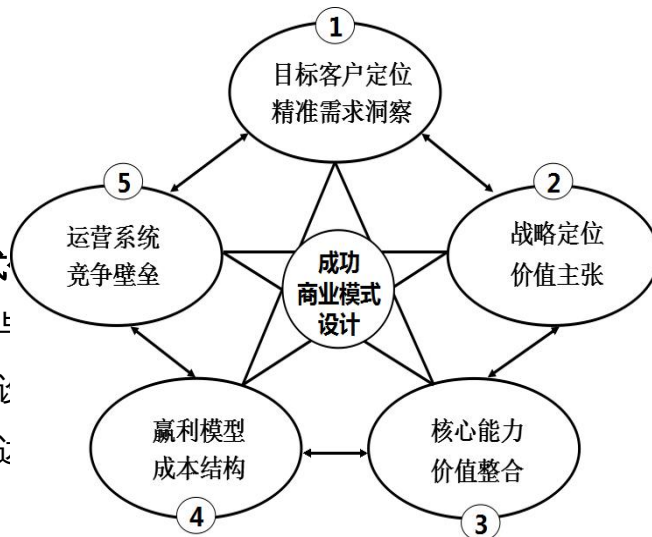 1
目标客户定位
精准需求洞察
5
运营系统
竞争壁垒
2
战略定位
价值主张
成功
商业模式
设计
赢利模型
成本结构
4
核心能力
价值整合
3